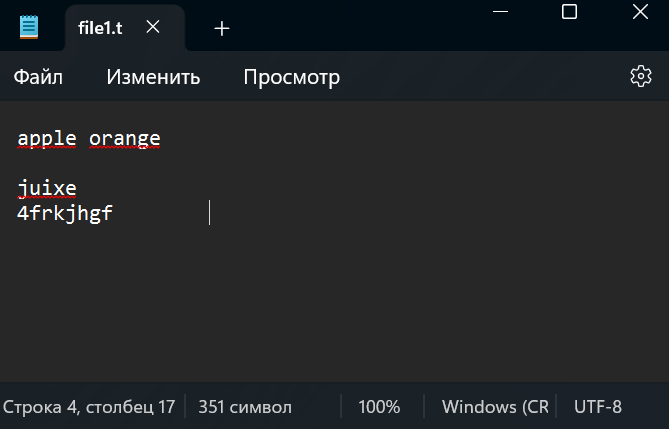 file1.t
Файл Изменить Просмотр
apple orange
juixe
4frkjhgf
Строка 4, столбец 17 351 символ 100% Windows (CR UTF-8